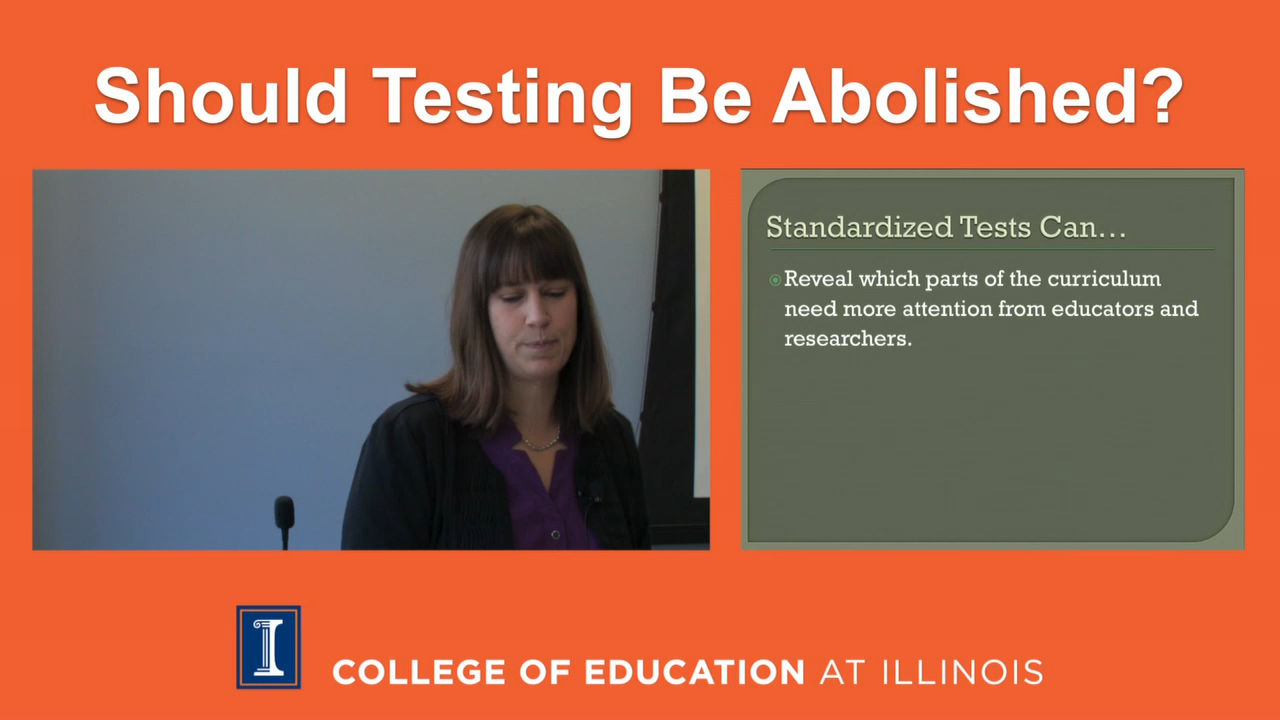 Should Testing Be Abolished?
Standardized Tests Can...
Reveal which parts of the curriculum
need more attention from educators and
researchers.
I
COLLEGE OF EDUCATION AT ILLINOIS